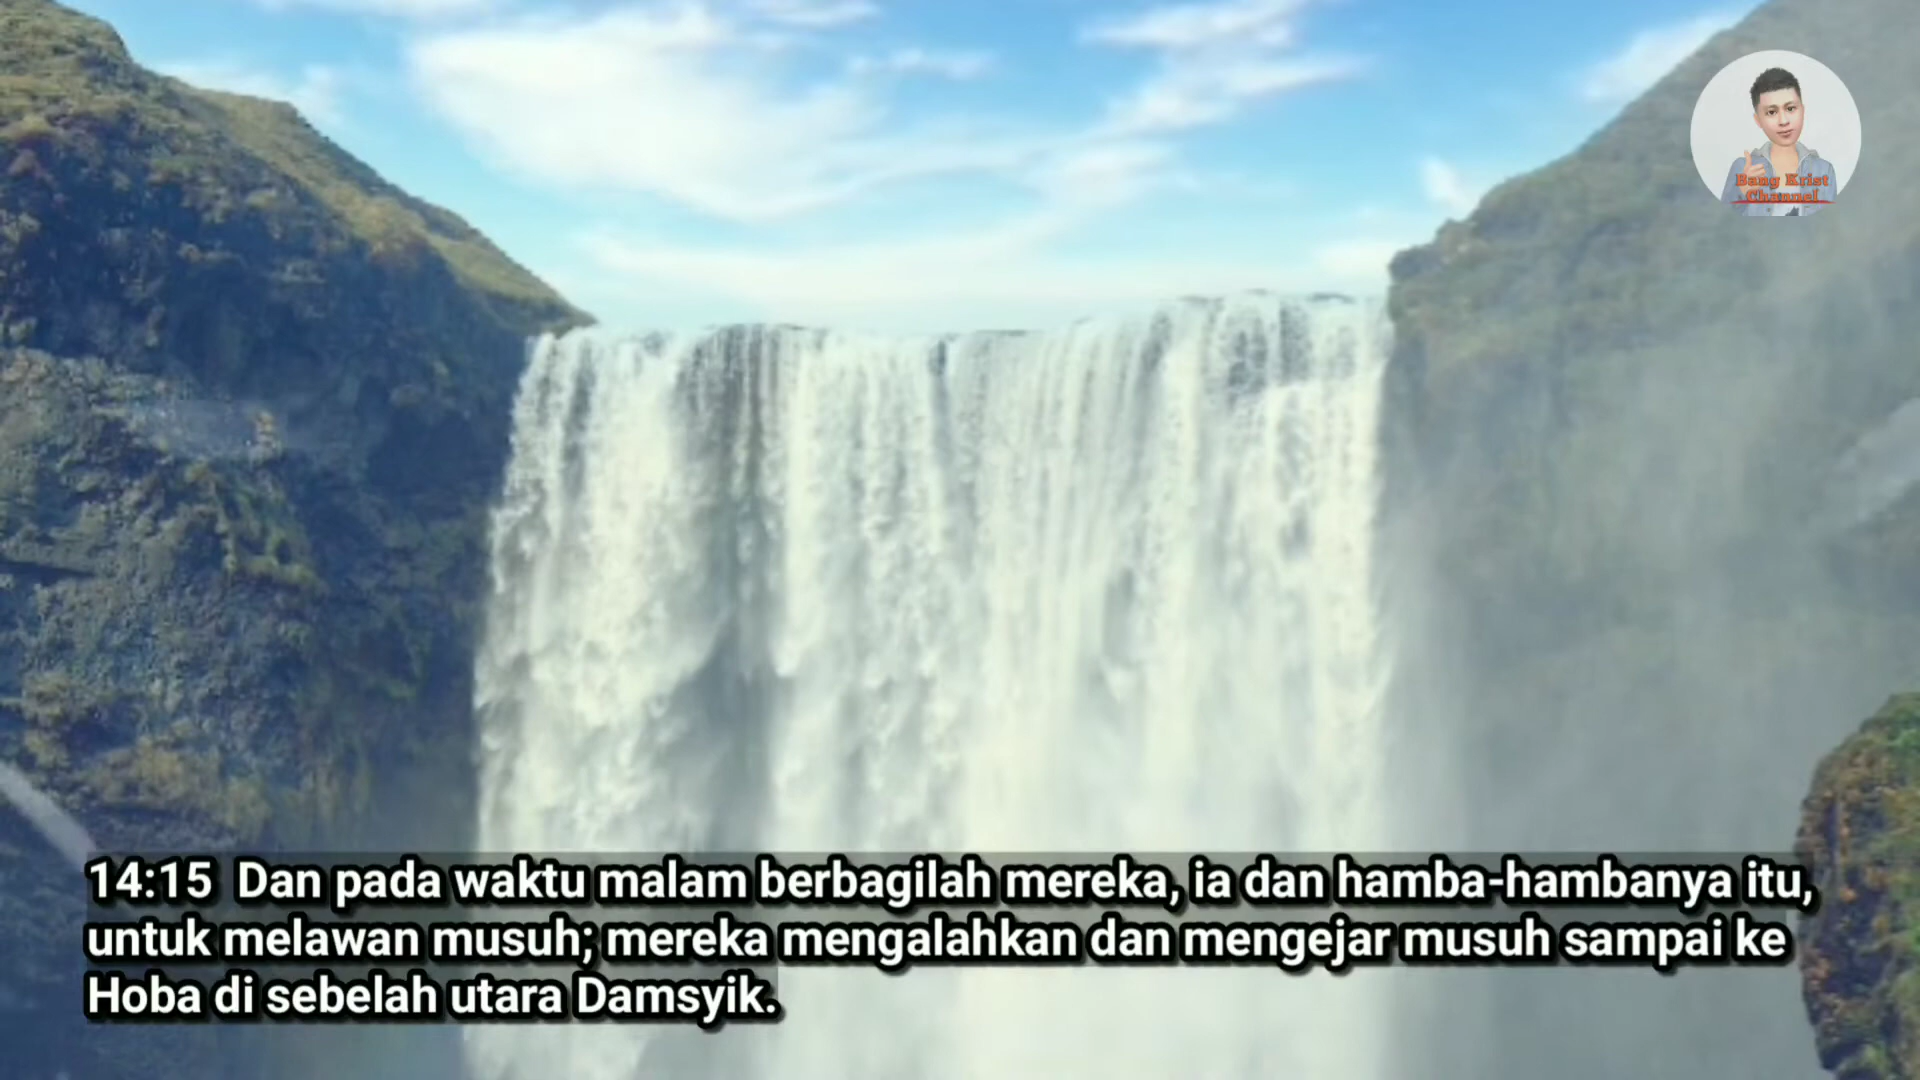 Bang Krist
Channel
14:15 Dan pada waktu malam berbagilah mereka, ia dan hamba-hambanya itu,
untuk melawan musuh; mereka mengalahkan dan mengejar musuh sampai ke
Hoba di sebelah utara Damsyik.